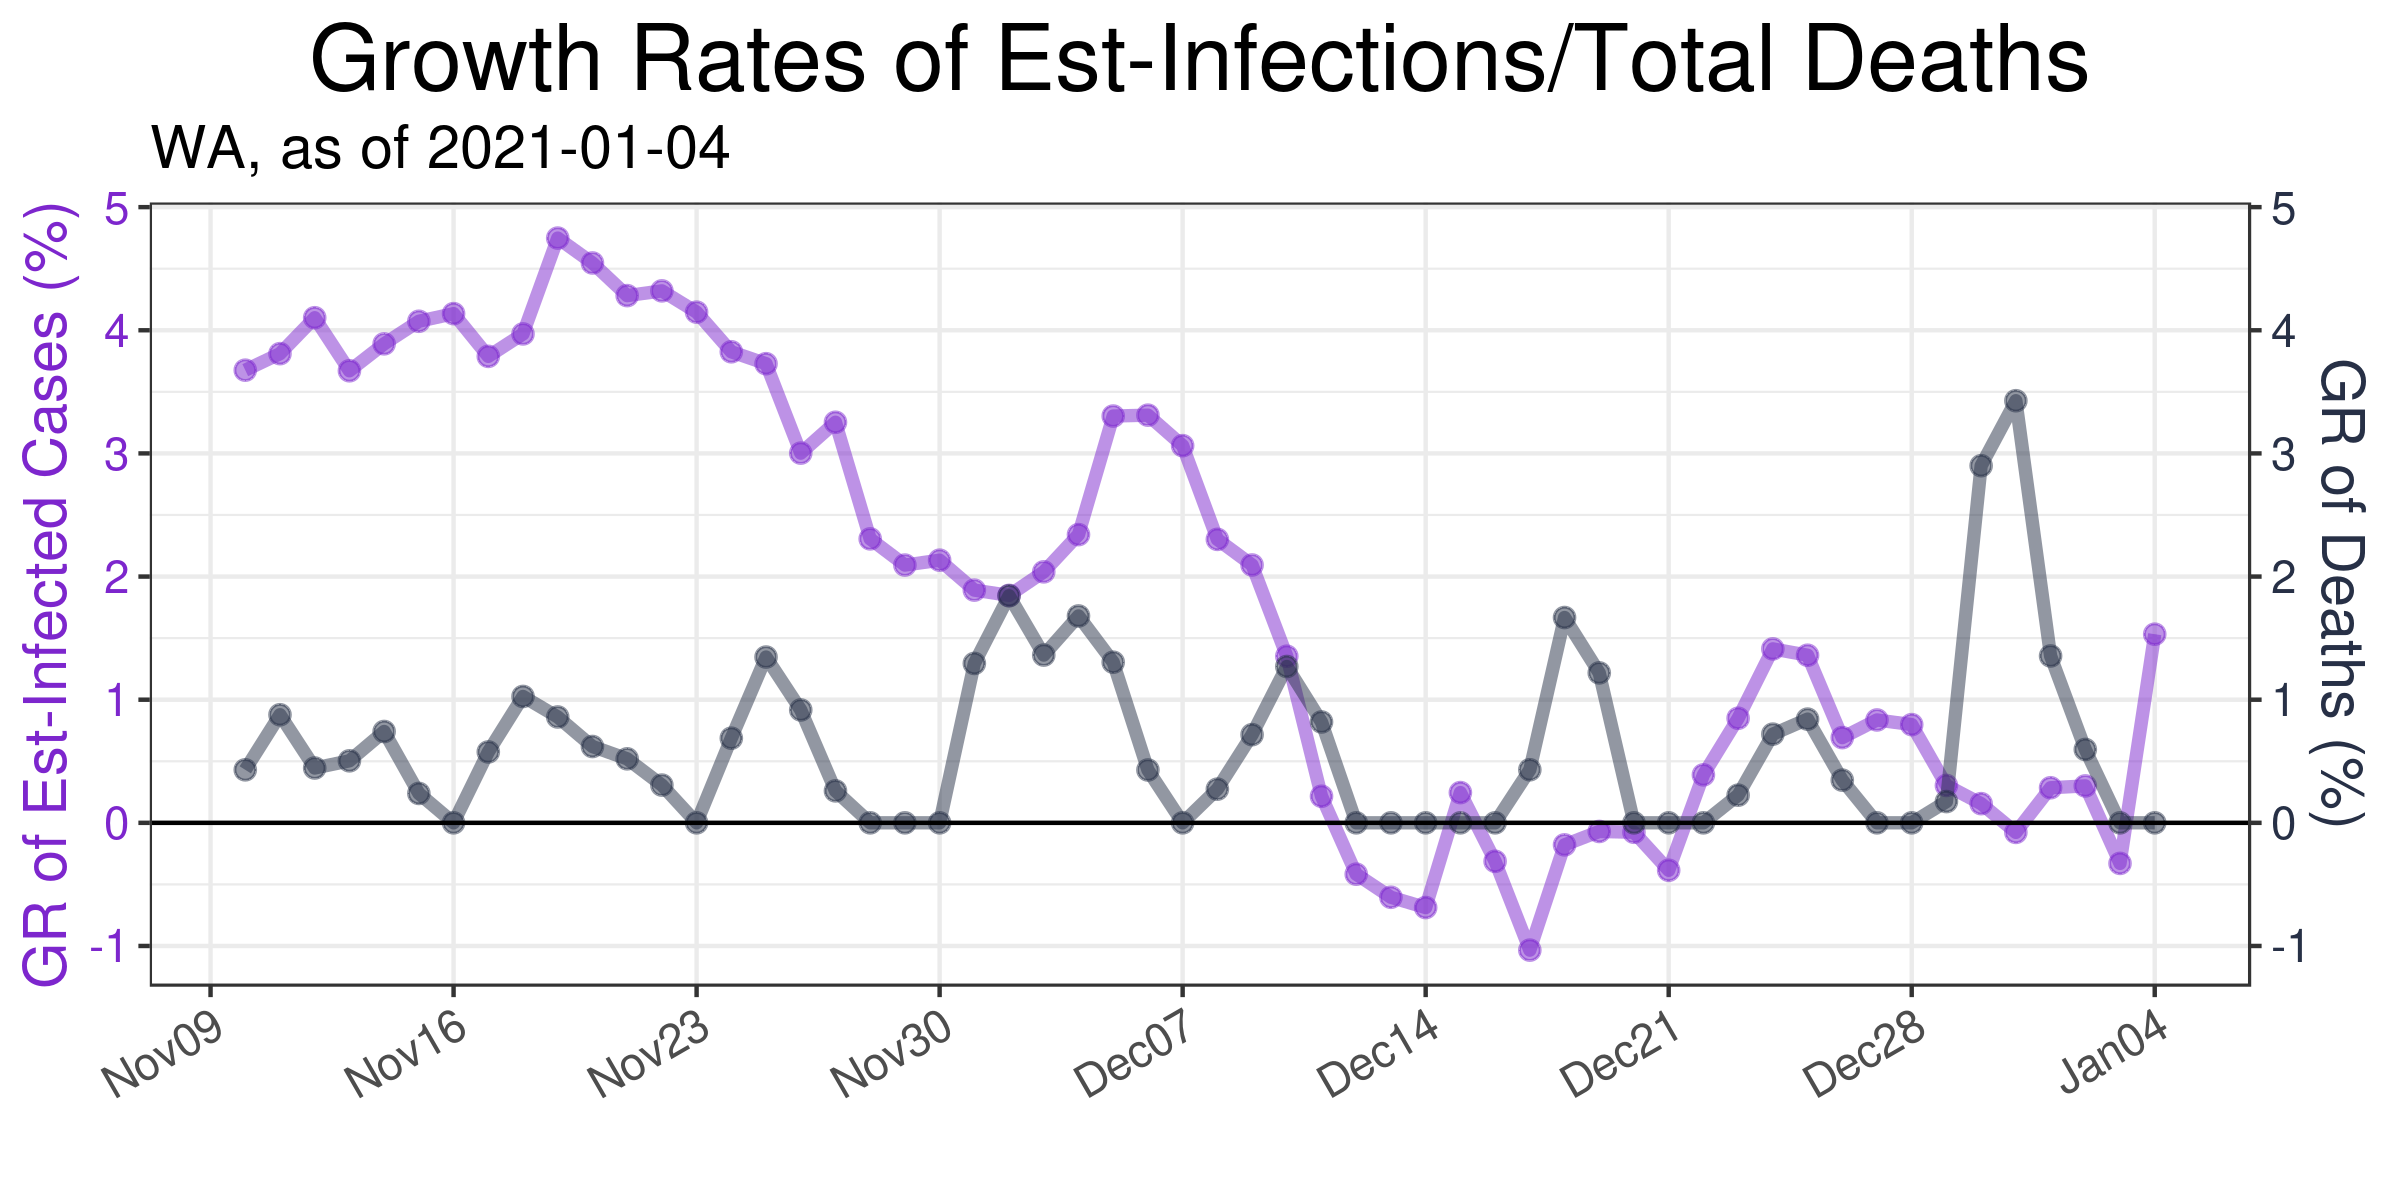 Growth Rates of Est-Infections/Total Deaths
WA, as of 2021-01-04
GR of Est-Infected Cases (%)
5
4
3
2
1
0
-1
5
4
3
2
1
0
-1
GR of Deaths (%)
Nov09 Nov16 Nov23 Nov30 Dec07 Dec14 Dec21 Dec28 Jan04